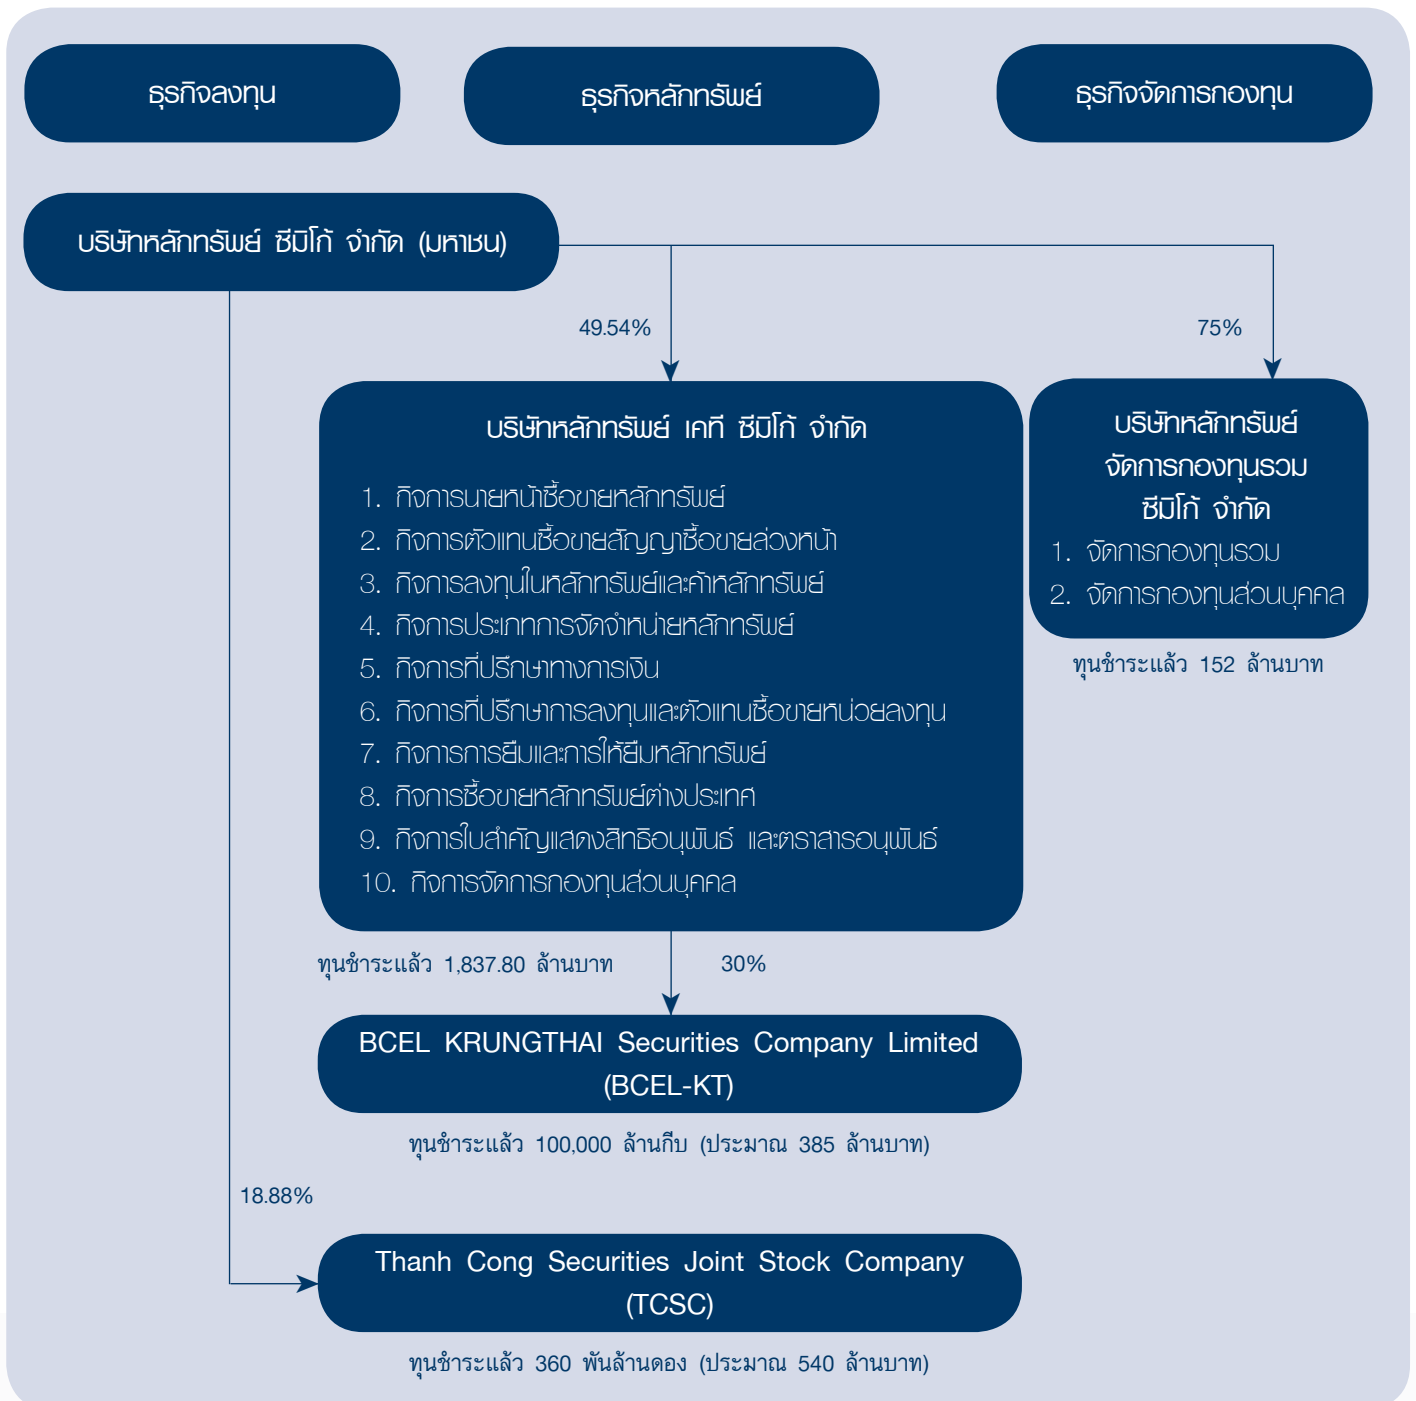 ธุรกิจลงทุน
ธุรกิจหลักทรัพย์
ธุรกิจจัดการกองทุน
บริษัทหลักทรัพย์ ซีมิโก้ จำกัด (มหาชน)
49.54%
75%
บริษัทหลักทรัพย์ เคที ซีมิโก้ จำกัด
1. กิจการนายหน้าซื้อขายหลักทรัพย์
2. กิจการตัวแทนซื้อขายสัญญาซื้อขายล่วงหน้า
3. กิจการลงทุนในหลักทรัพย์และค้าหลักทรัพย์
4. กิจการประเภทการจัดจำหน่ายหลักทรัพย์
5. กิจการที่ปรึกษาทางการเงิน
6. กิจการที่ปรึกษาการลงทุนและตัวแทนซื้อขายหน่วยลงทุน
7. กิจการการยืมและการให้ยืมหลักทรัพย์
8. กิจการซื้อขายหลักทรัพย์ต่างประเทศ
9. กิจการใบสำคัญแสดงสิทธิอนุพันธ์ และตราสารอนุพันธ์
10. กิจการจัดการกองทุนส่วนบุคคล
บริษัทหลักทรัพย์
จัดการกองทุนรวม
ซีมิโก้ จำกัด
1. จัดการกองทุนรวม
2. จัดการกองทุนส่วนบุคคล
ทุนชำระแล้ว 152 ล้านบาท
ทุนชำระแล้ว 1,837.80 ล้านบาท
30%
BCEL KRUNGTHAI Securities Company Limited
(BCEL-KT)
ทุนชำระแล้ว 100,000 ล้านกีบ (ประมาณ 385 ล้านบาท)
18.88%
Thanh Cong Securities Joint Stock Company
(TCSC)
ทุนชำระแล้ว 360 พันล้านดอง (ประมาณ 540 ล้านบาท)